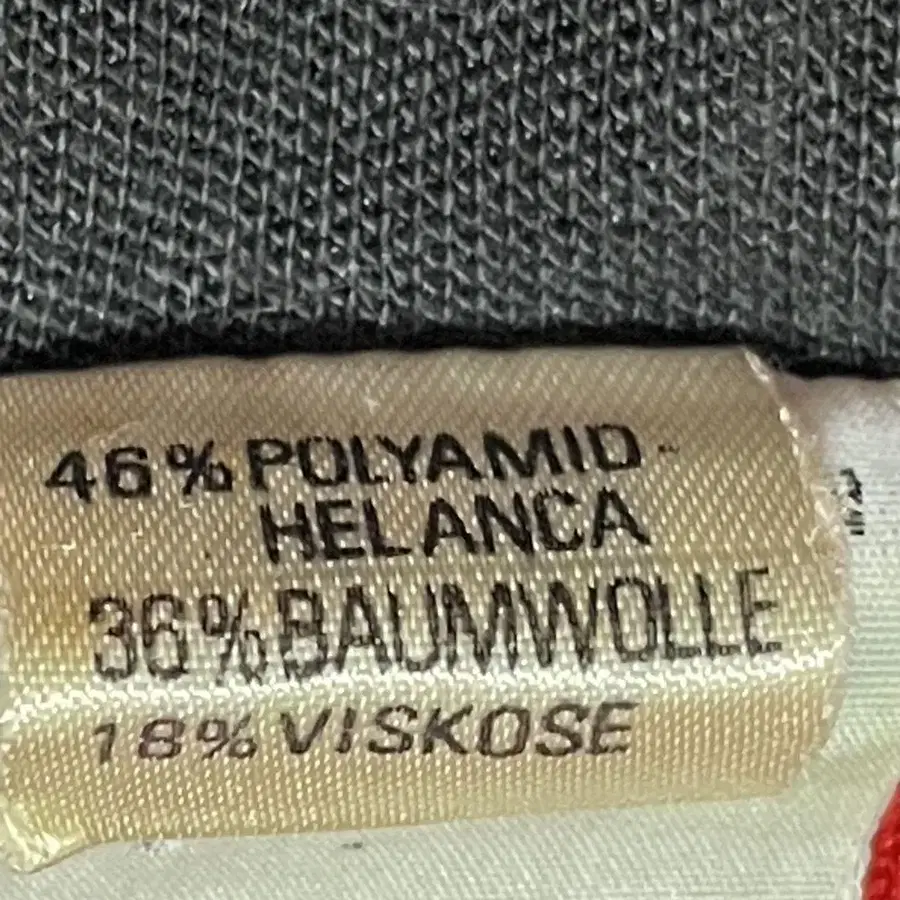 46% POLYAMID-
HELANCA
36% BAUMWOLLE
18% VISKOSE